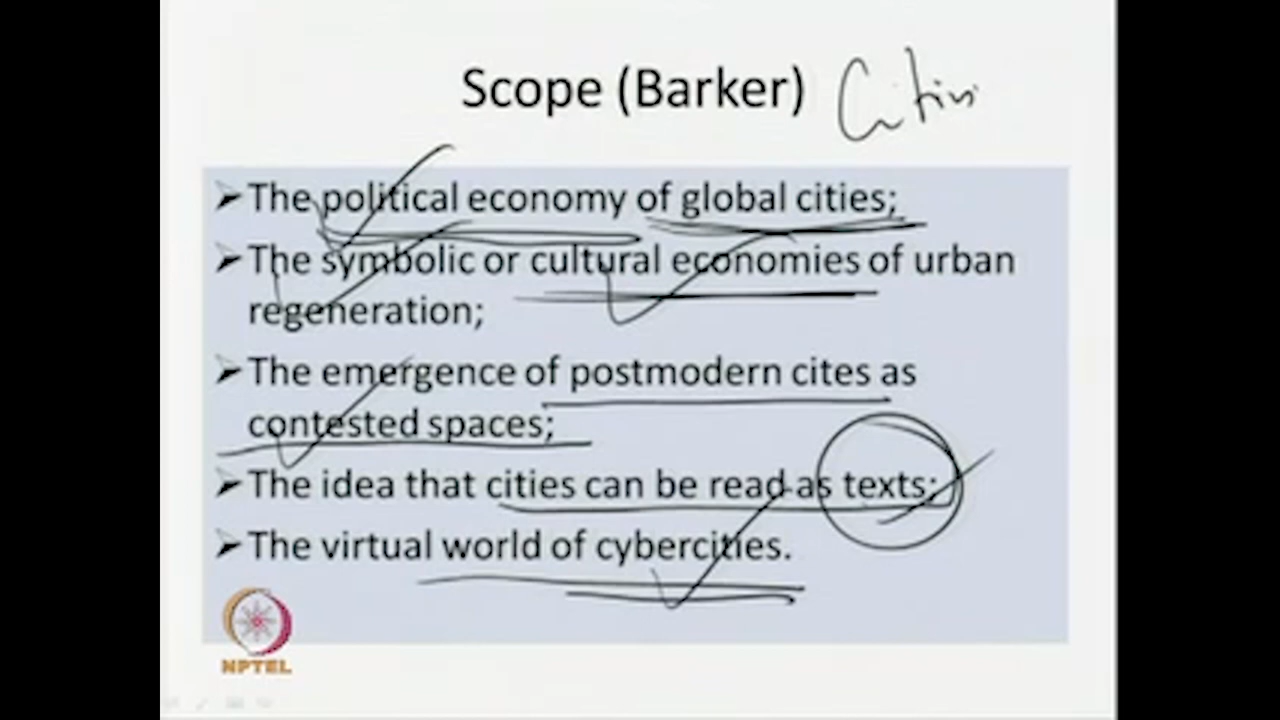 Scope (Barker) Cities
➢The political economy of global cities;
➢The symbolic or cultural economies of urban
regeneration;
➢The emergence of postmodern cites as
contested spaces;
➢The idea that cities can be read as texts;
➢The virtual world of cybercities.
NPTEL